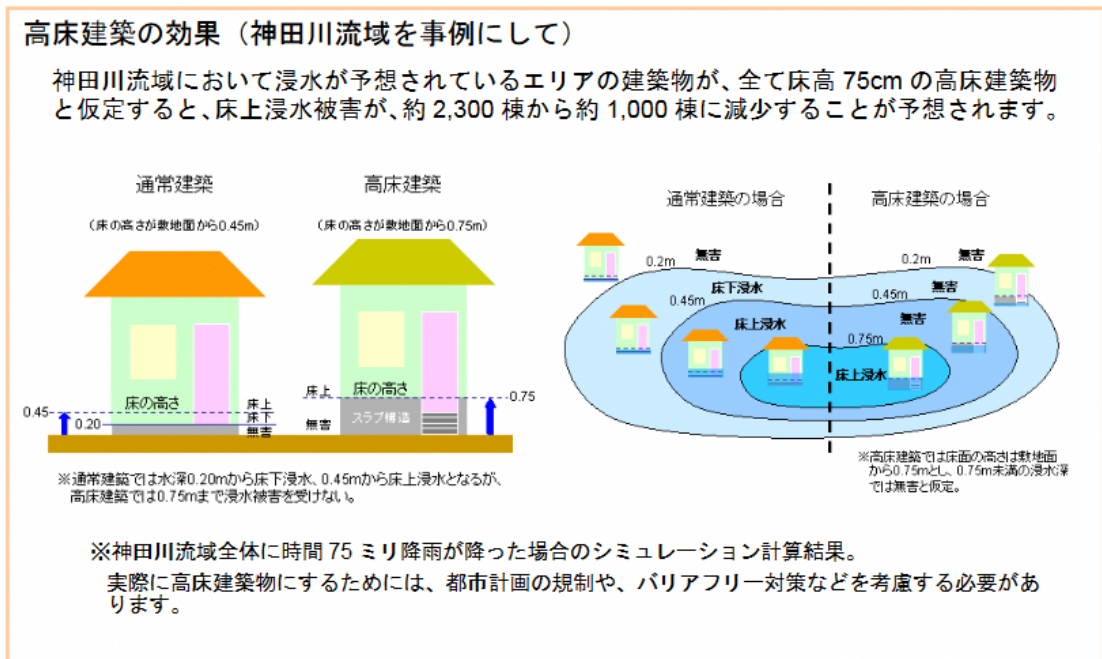 高床建築の効果（神田川流域を事例にして）
神田川流域において浸水が予想されているエリアの建築物が、全て床高 75cm の高床建築物
と仮定すると、床上浸水被害が、約 2,300 棟から約 1,000 棟に減少することが予想されます。
通常建築
（床の高さが敷地面から0.45m）
床の高さ
床上
床下
無害
0.45
0.20
高床建築
（床の高さが敷地面から0.75m）
床上
床の高さ
0.75
無害
スラブ構造
※通常建築では水深0.20mから床下浸水、0.45mから床上浸水となるが、
高床建築では0.75mまで浸水被害を受けない。
通常建築の場合
高床建築の場合
0.2m
無害
0.2m
無害
床下浸水
0.45m
0.45m
無害
床上浸水
無害
0.75m
床上浸水
※高床建築では床面の高さは敷地面
から0.75mとし、0.75m未満の浸水深
では無害と仮定。
※神田川流域全体に時間 75 ミリ降雨が降った場合のシミュレーション計算結果。
実際に高床建築物にするためには、都市計画の規制や、バリアフリー対策などを考慮する必要があ
ります。